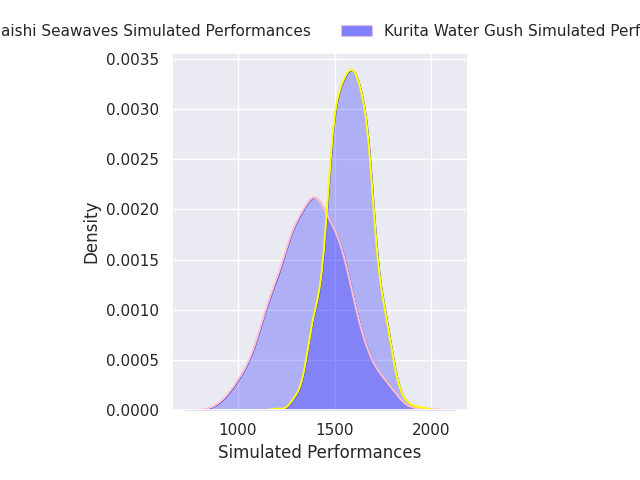 aishi Seawaves Simulated Performances
Kurita Water Gush Simulated Perf
0.0035
0.0030
0.0025
0.0020
0.0015
0.0010
0.0005
0.0000
Density
1000
1500
2000
Simulated Performances